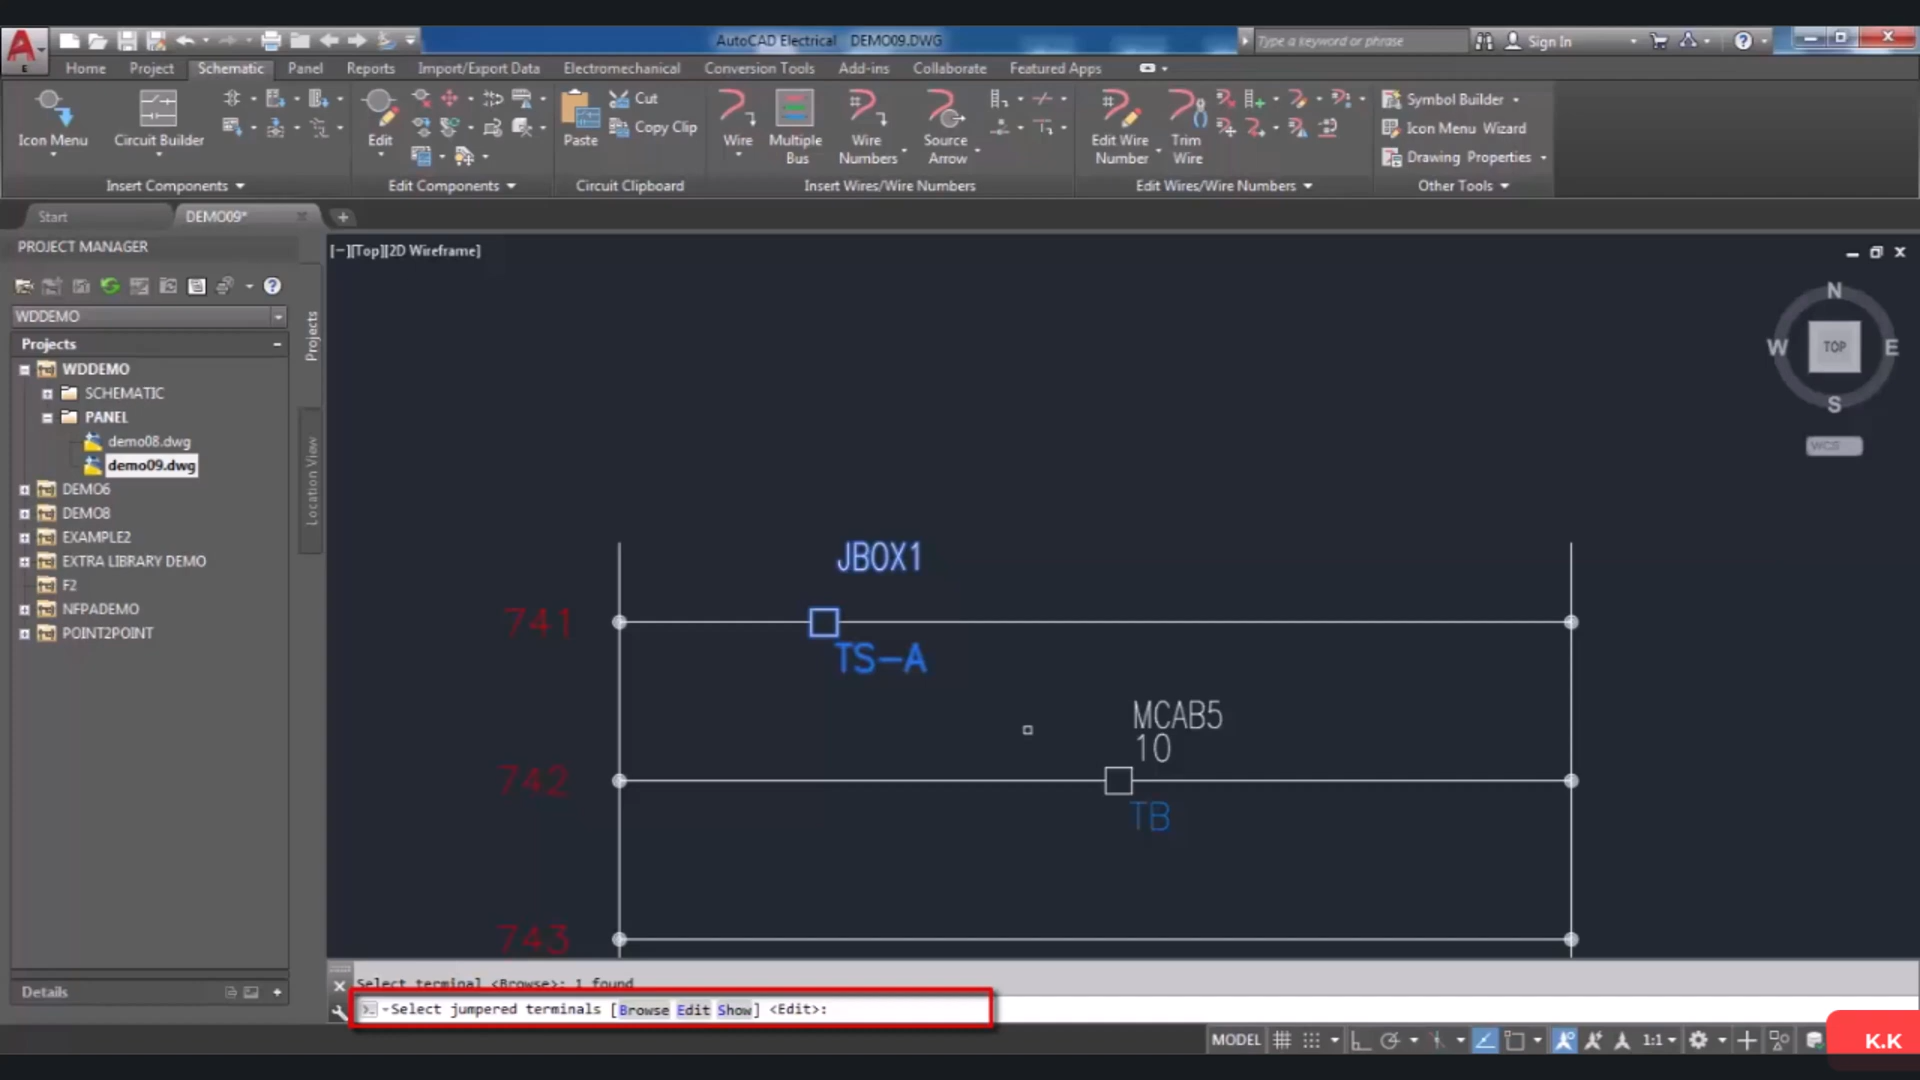 AutoCAD Electrical DEMO09.DWG
Type a keyword or phrase
Sign In
Home Project Schematic Panel Reports Import/Export Data Electromechanical Conversion Tools Add-ins Collaborate Featured Apps
Icon Menu
Circuit Builder
Insert Components
Edit
Edit Components
Paste
Cut
Copy Clip
Circuit Clipboard
Wire
Multiple Bus
Wire Numbers
Source Arrow
Insert Wires/Wire Numbers
Edit Wire Number
Trim Wire
Edit Wires/Wire Numbers
Symbol Builder
Icon Menu Wizard
Drawing Properties
Other Tools
Start
DEMO09*
PROJECT MANAGER
WDDEMO
Projects
WDDEMO
SCHEMATIC
PANEL
demo08.dwg
demo09.dwg
DEMO6
DEMO8
EXAMPLE2
EXTRA LIBRARY DEMO
F2
NFPADEMO
POINT2POINT
Details
Projects
Location View
[−][Top][2D Wireframe]
N
W TOP E
S
WCS
JBOX1
741
TS-A
MCAB5
10
742
TB
743
Select terminal <Browse>: 1 found
Select jumpered terminals [Browse Edit Show] <Edit>:
MODEL
1:1
K.K